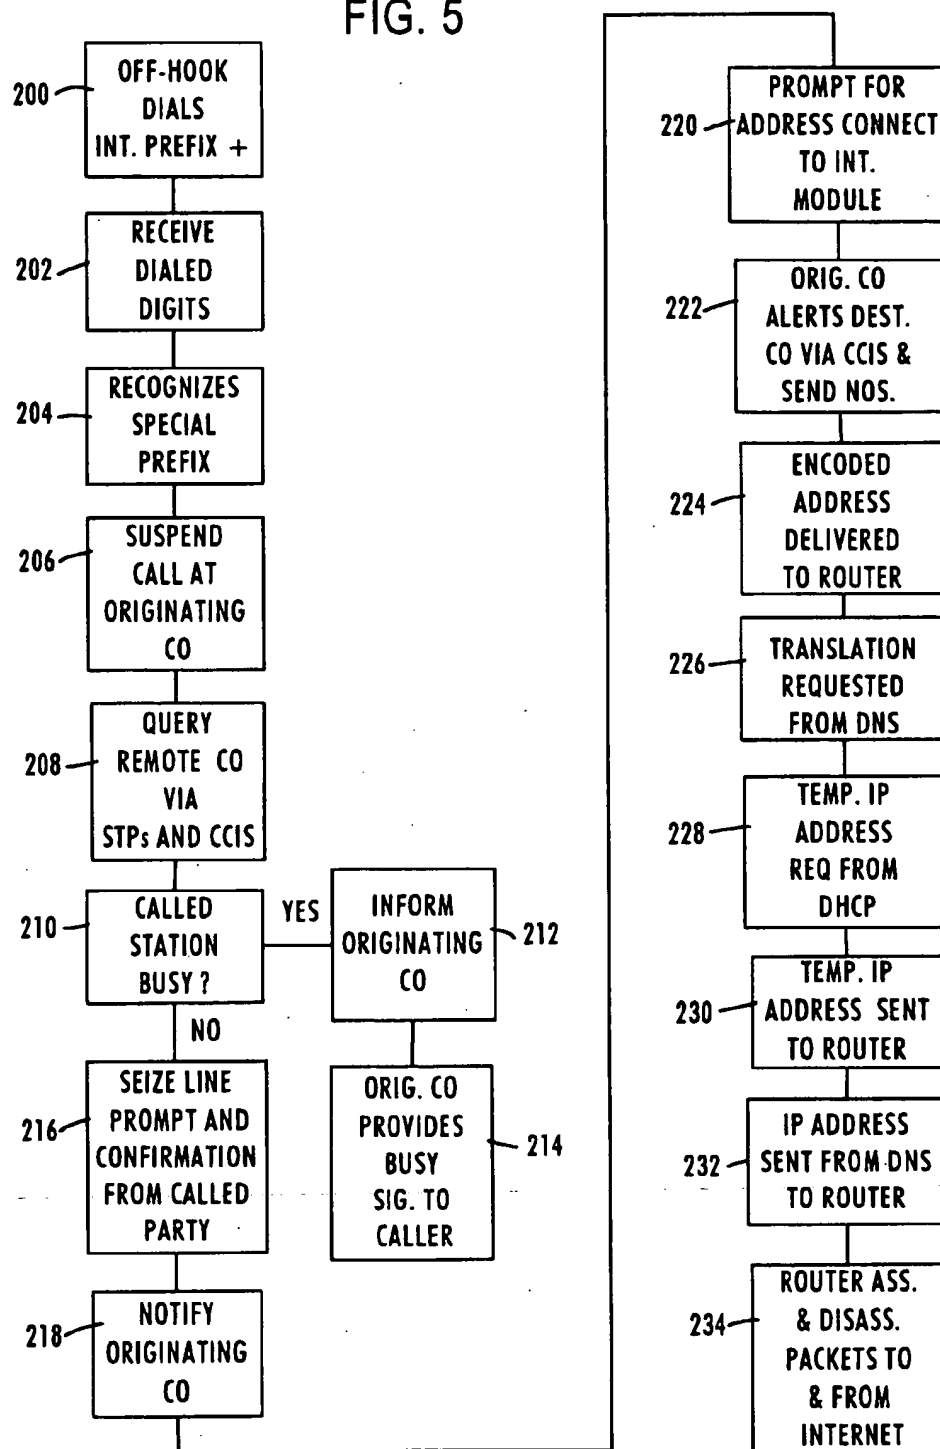 FIG. 5
200
OFF-HOOK
DIALS
INT. PREFIX +
202
RECEIVE
DIALED
DIGITS
204
RECOGNIZES
SPECIAL
PREFIX
206
SUSPEND
CALL AT
ORIGINATING
CO
208
QUERY
REMOTE CO
VIA
STPs AND CCIS
210
CALLED
STATION
BUSY ?
YES
INFORM
ORIGINATING
CO
212
NO
ORIG. CO
PROVIDES
BUSY
SIG. TO
CALLER
214
216
SEIZE LINE
PROMPT AND
CONFIRMATION
FROM CALLED
PARTY
218
NOTIFY
ORIGINATING
CO
220
PROMPT FOR
ADDRESS CONNECT
TO INT.
MODULE
222
ORIG. CO
ALERTS DEST.
CO VIA CCIS &
SEND NOS.
224
ENCODED
ADDRESS
DELIVERED
TO ROUTER
226
TRANSLATION
REQUESTED
FROM DNS
228
TEMP. IP
ADDRESS
REQ FROM
DHCP
230
TEMP. IP
ADDRESS SENT
TO ROUTER
232
IP ADDRESS
SENT FROM DNS
TO ROUTER
234
ROUTER ASS.
& DISASS.
PACKETS TO
& FROM
INTERNET